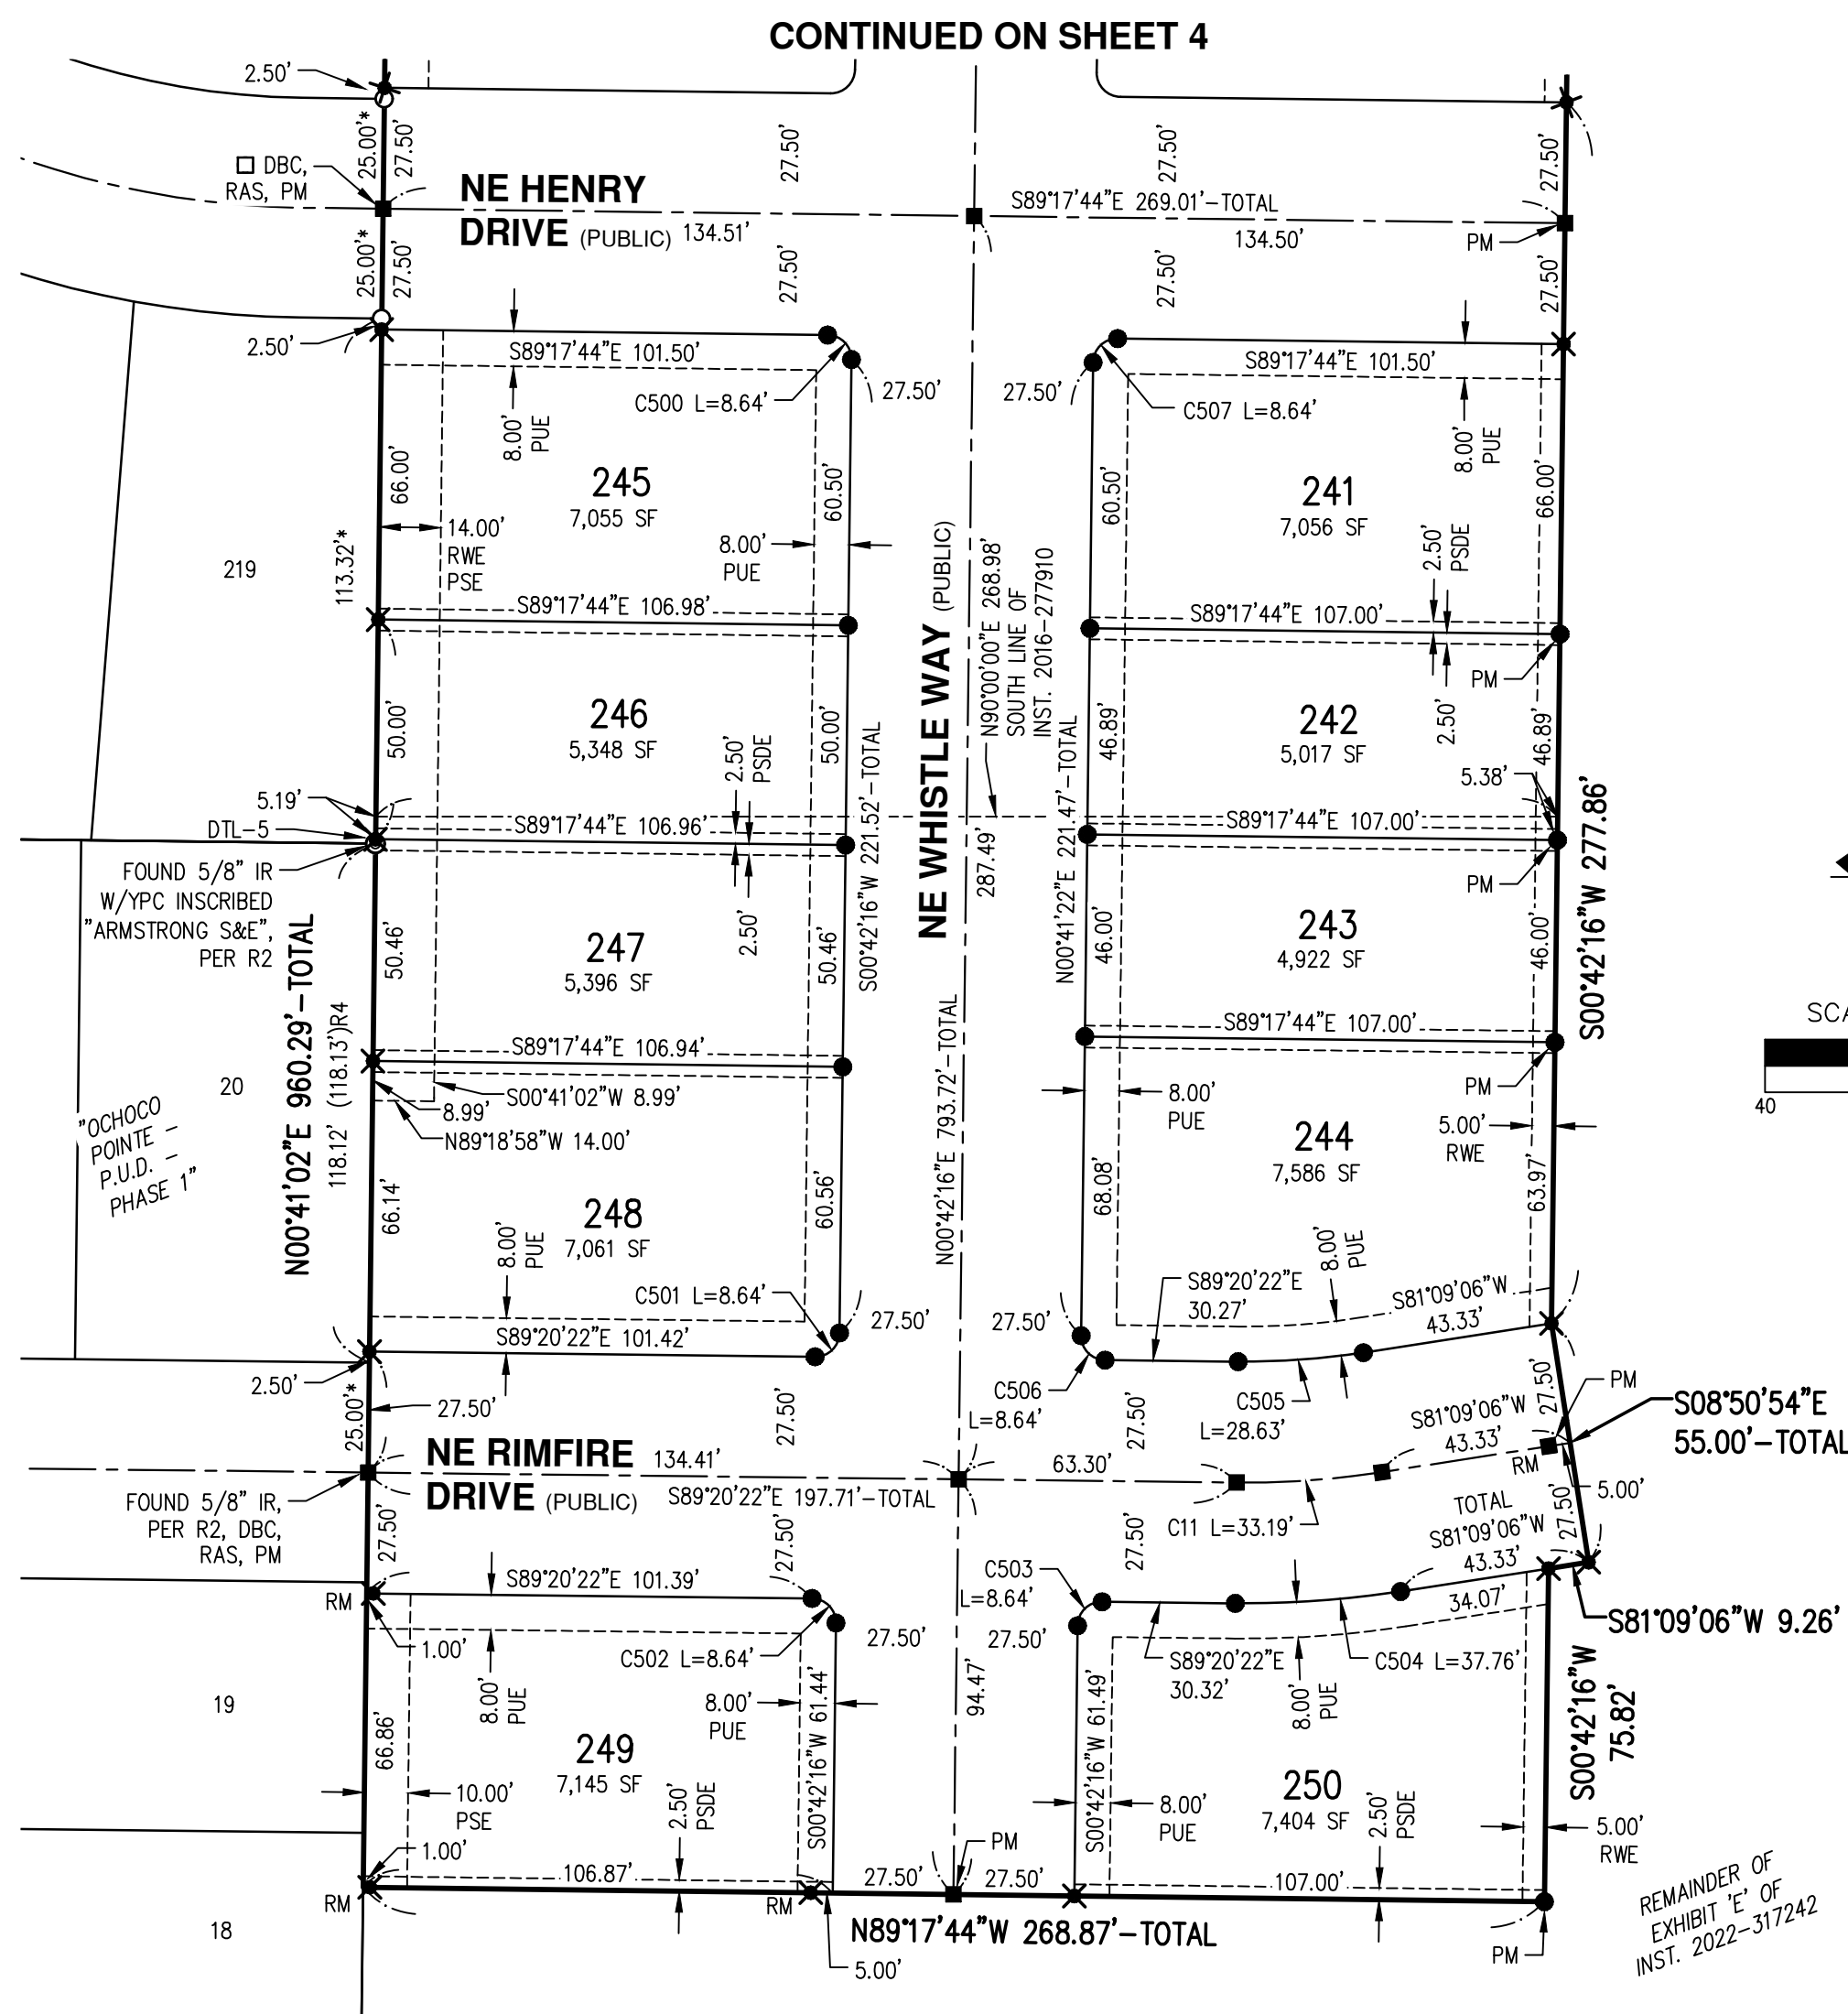 CONTINUED ON SHEET 4
2.50'
25.00'*
27.50'
27.50'
27.50'
27.50'
□ DBC,
RAS, PM
NE HENRY
DRIVE (PUBLIC)
134.51'
S89°17'44"E 269.01'-TOTAL
134.50'
PM
25.00'*
27.50'
27.50'
27.50'
27.50'
2.50'
S89°17'44"E 101.50'
C500 L=8.64'
27.50'
27.50'
C507 L=8.64'
S89°17'44"E 101.50'
8.00'
PUE
8.00'
PUE
66.00'
245
7,055 SF
60.50'
60.50'
241
7,056 SF
66.00'
14.00'
RWE
PSE
8.00'
PUE
2.50'
PSDE
219
113.32'*
S89°17'44"E 106.98'
S89°17'44"E 107.00'
PM
2.50'
NE WHISTLE WAY (PUBLIC)
N90°00'00"E 268.98'
SOUTH LINE OF
INST. 2016-277910
50.00'
246
5,348 SF
50.00'
2.50'
PSDE
46.89'
242
5,017 SF
46.89'
5.38'
5.19'
DTL-5
S89°17'44"E 106.96'
S89°17'44"E 107.00'
PM
FOUND 5/8" IR
W/YPC INSCRIBED
"ARMSTRONG S&E",
PER R2
S00°42'16"W 221.52'-TOTAL
287.49'
N00°41'22"E 221.47'-TOTAL
S00°42'16"W 277.86'
50.46'
247
5,396 SF
2.50'
50.46'
46.00'
243
4,922 SF
46.00'
N00°41'02"E 960.29'-TOTAL
118.12' (118.13')R4
N00°42'16"E 793.72'-TOTAL
S89°17'44"E 106.94'
S89°17'44"E 107.00'
PM
SCA
40
20
"OCHOCO
POINTE -
P.U.D. -
PHASE 1"
S00°41'02"W 8.99'
8.99'
N89°18'58"W 14.00'
8.00'
PUE
5.00'
RWE
66.14'
248
7,061 SF
8.00'
PUE
60.56'
68.08'
244
7,586 SF
63.97'
8.00'
PUE
C501 L=8.64'
S89°20'22"E 101.42'
27.50'
27.50'
S89°20'22"E
30.27'
S81°09'06"W
43.33'
2.50'
25.00'*
27.50'
27.50'
C506
L=8.64'
27.50'
C505
L=28.63'
27.50'
PM
S81°09'06"W
43.33'
S08°50'54"E
55.00'-TOTAL
NE RIMFIRE
DRIVE (PUBLIC)
134.41'
S89°20'22"E 197.71'-TOTAL
63.30'
C11 L=33.19'
RM
5.00'
FOUND 5/8" IR,
PER R2, DBC,
RAS, PM
27.50'
27.50'
27.50'
27.50'
TOTAL
S81°09'06"W
43.33'
34.07'
S81°09'06"W 9.26'
RM
1.00'
S89°20'22"E 101.39'
C502 L=8.64'
27.50'
C503
L=8.64'
27.50'
S89°20'22"E
30.32'
C504 L=37.76'
8.00'
PUE
8.00'
PUE
8.00'
PUE
S00°42'16"W
75.82'
19
66.86'
249
7,145 SF
S00°42'16"W 61.44'
94.47'
S00°42'16"W 61.49'
250
7,404 SF
10.00'
PSE
2.50'
PSDE
8.00'
PUE
2.50'
PSDE
5.00'
RWE
1.00'
RM
106.87'
RM
27.50'
PM
27.50'
107.00'
PM
18
N89°17'44"W 268.87'-TOTAL
5.00'
REMAINDER OF
EXHIBIT 'E' OF
INST. 2022-317242